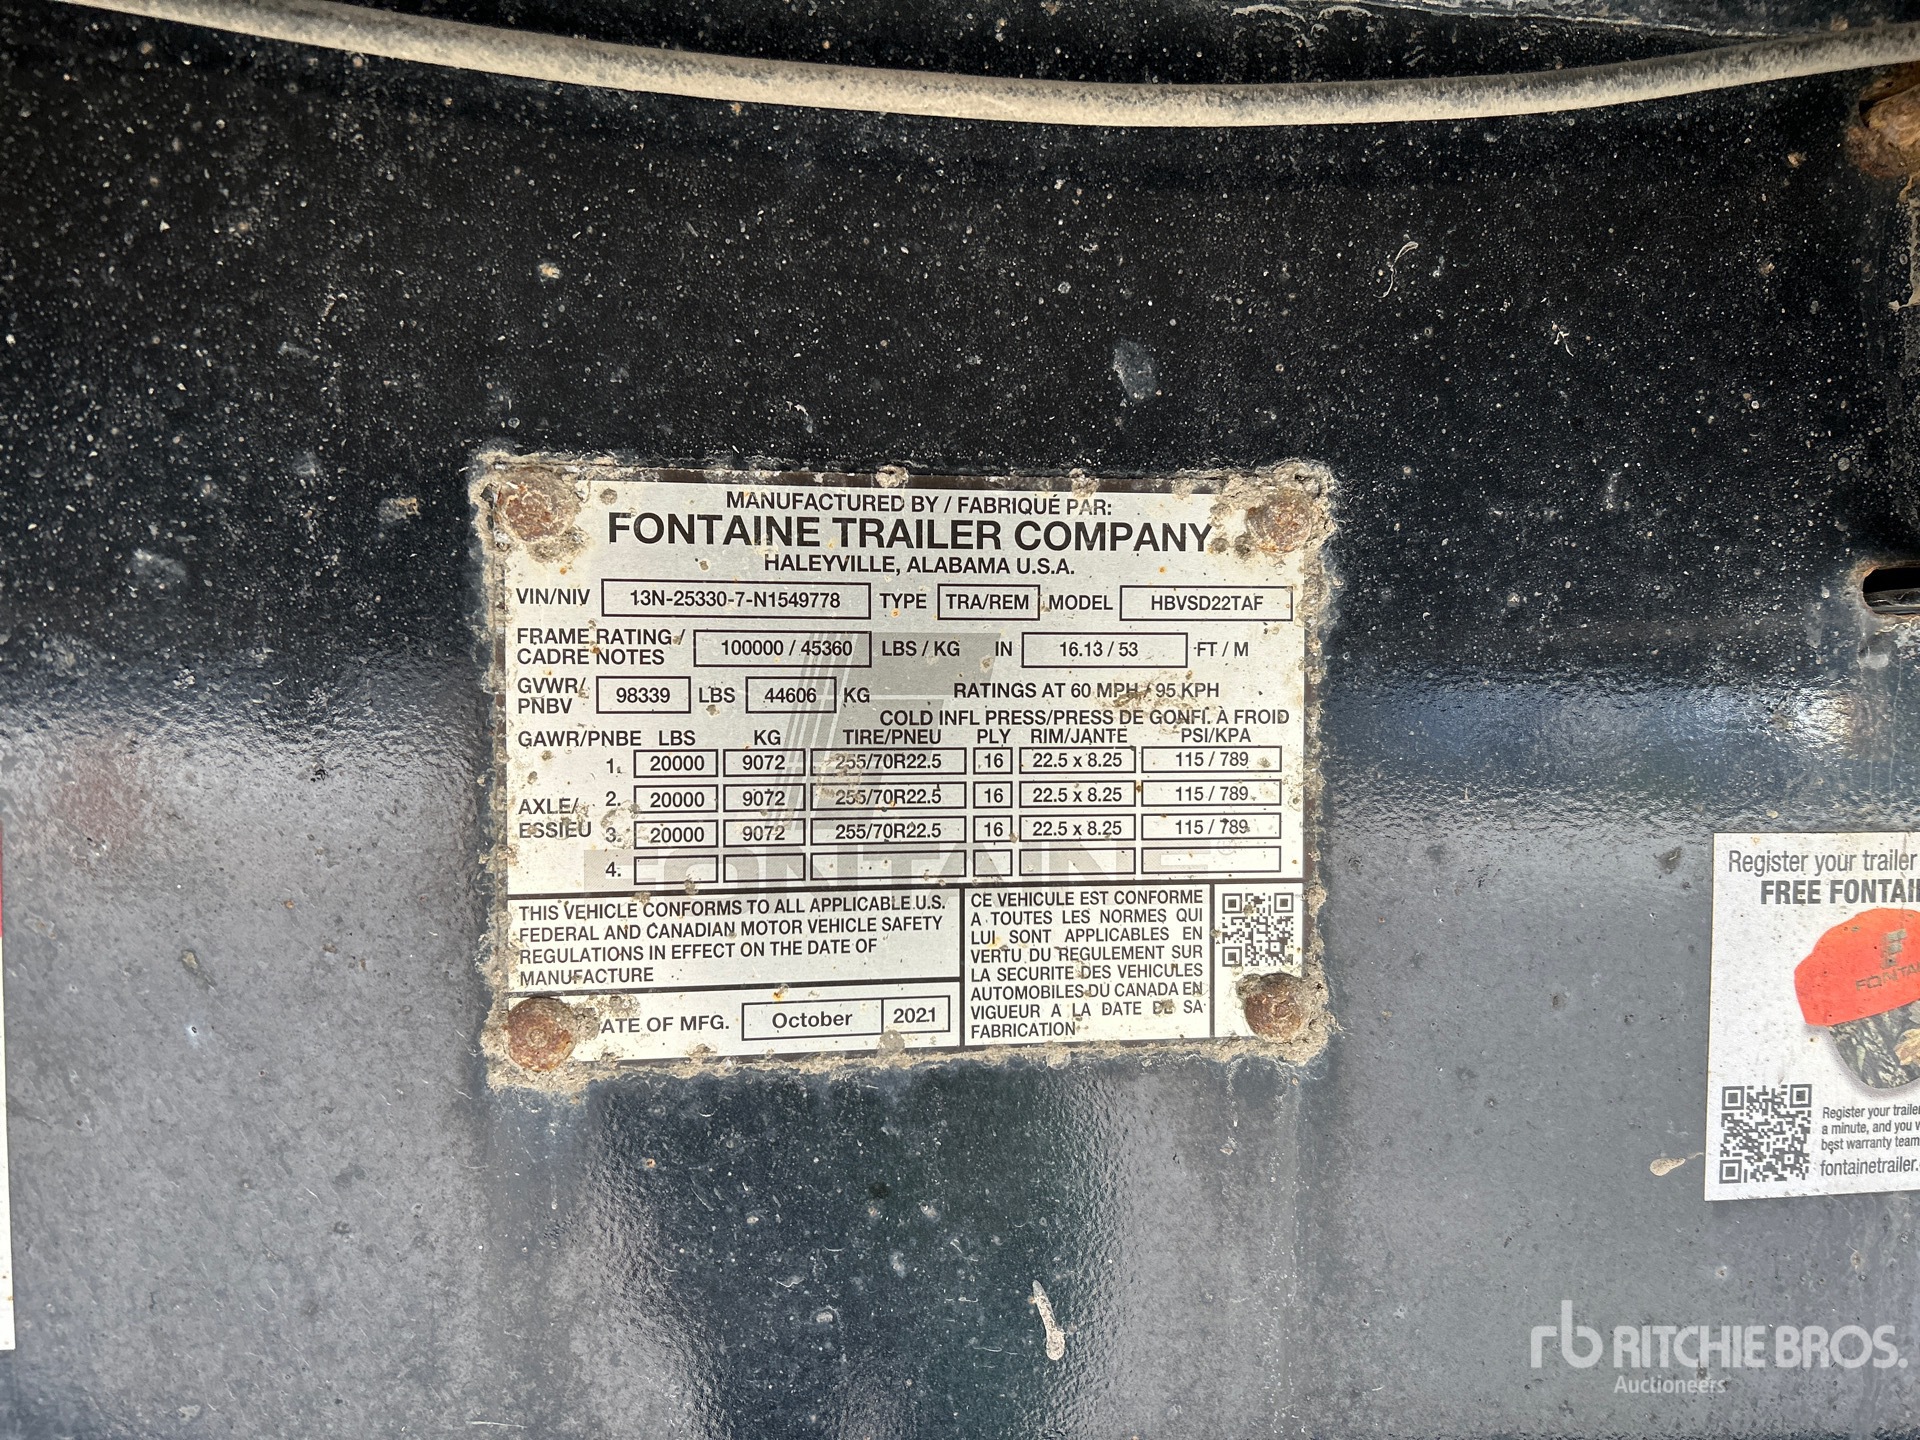 MANUFACTURED BY / FABRIQUÉ PAR:
FONTAINE TRAILER COMPANY
HALEYVILLE, ALABAMA U.S.A.
VIN/NIV 13N-25330-7-N1549778 TYPE TRA/REM MODEL HBVSD22TAF
FRAME RATING / CADRE NOTES 100000 / 45360 LBS / KG IN 16.13 / 53 FT / M
GVWR/ PNBV 98339 LBS 44606 KG RATINGS AT 60 MPH / 95 KPH
COLD INFL PRESS/PRESS DE GONFL À FROID
GAWR/PNBE LBS KG TIRE/PNEU PLY RIM/JANTE PSI/KPA
1. 20000 9072 255/70R22.5 16 22.5 x 8.25 115 / 789
AXLE/ ESSIEU
2. 20000 9072 255/70R22.5 16 22.5 x 8.25 115 / 789
3. 20000 9072 255/70R22.5 16 22.5 x 8.25 115 / 789
4.
FONTAINE
THIS VEHICLE CONFORMS TO ALL APPLICABLE U.S.
FEDERAL AND CANADIAN MOTOR VEHICLE SAFETY
REGULATIONS IN EFFECT ON THE DATE OF
MANUFACTURE
ATE OF MFG. October 2021
CE VEHICULE EST CONFORME
A TOUTES LES NORMES QUI
LUI SONT APPLICABLES EN
VERTU DU REGULEMENT SUR
LA SECURITE DES VEHICULES
AUTOMOBILES DU CANADA EN
VIGUEUR A LA DATE DE SA
FABRICATION
Register your trailer
FREE FONTAI
Register your trailer
a minute, and you
best warranty team
fontainetrailer.
rb RITCHIE BROS.
Auctioneers